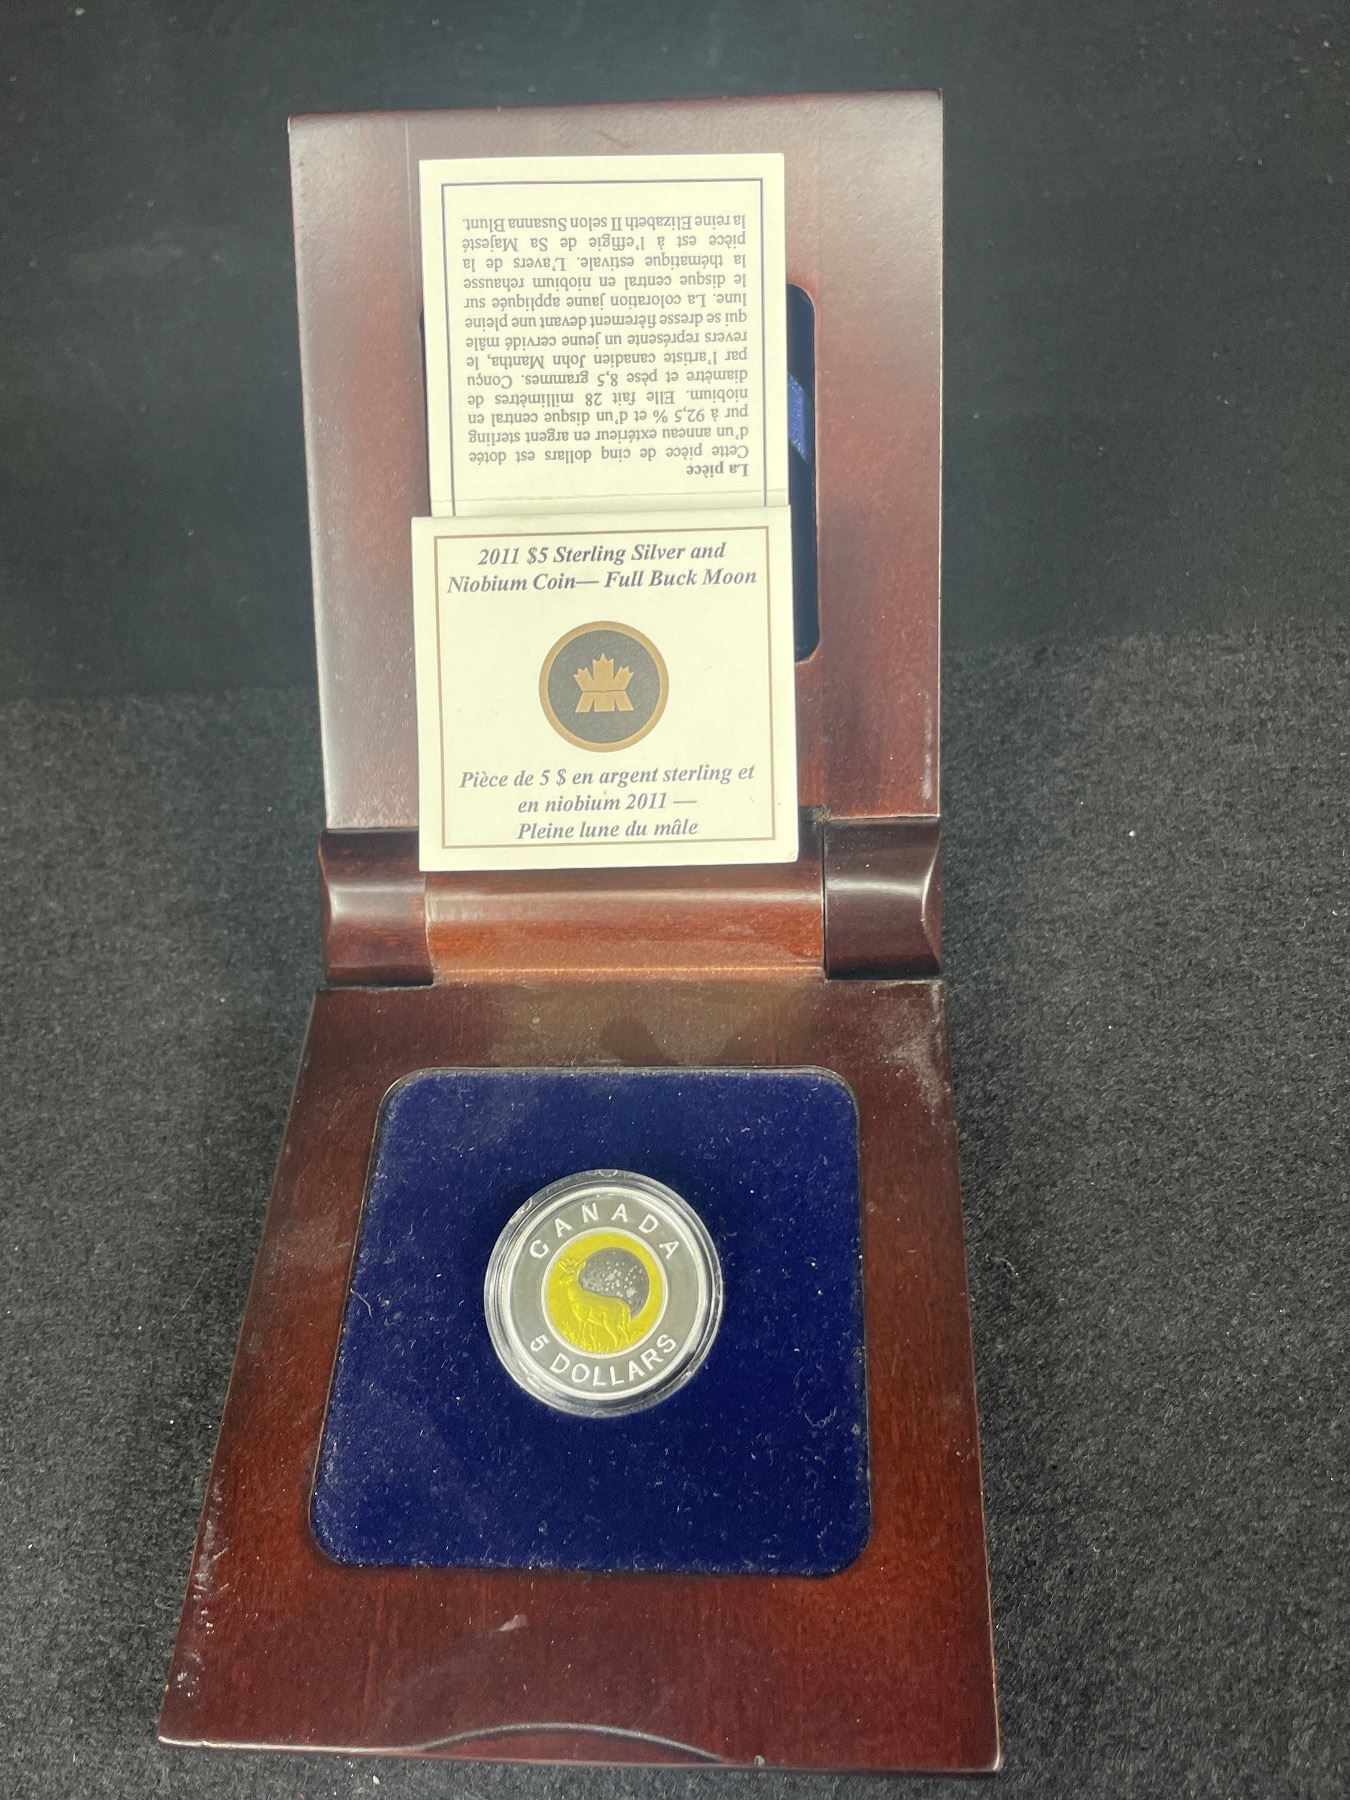 La pièce
Cette pièce de cinq dollars est dotée
d'un anneau extérieur en argent sterling
pur à 92,5 % et d'un disque central en
niobium. Elle fait 28 millimètres de
diamètre et pèse 8,5 grammes. Conçu
par l'artiste canadien John Mantha, le
revers représente un jeune cervidé mâle
qui se dresse fièrement devant une pleine
lune. La coloration jaune appliquée sur
le disque central en niobium rehausse
la thématique estivale. L'avers de la
pièce est à l'effigie de Sa Majesté
la reine Elizabeth II selon Susanna Blunt.
2011 $5 Sterling Silver and
Niobium Coin— Full Buck Moon
Pièce de 5 $ en argent sterling et
en niobium 2011 —
Pleine lune du mâle
CANADA
5 DOLLARS